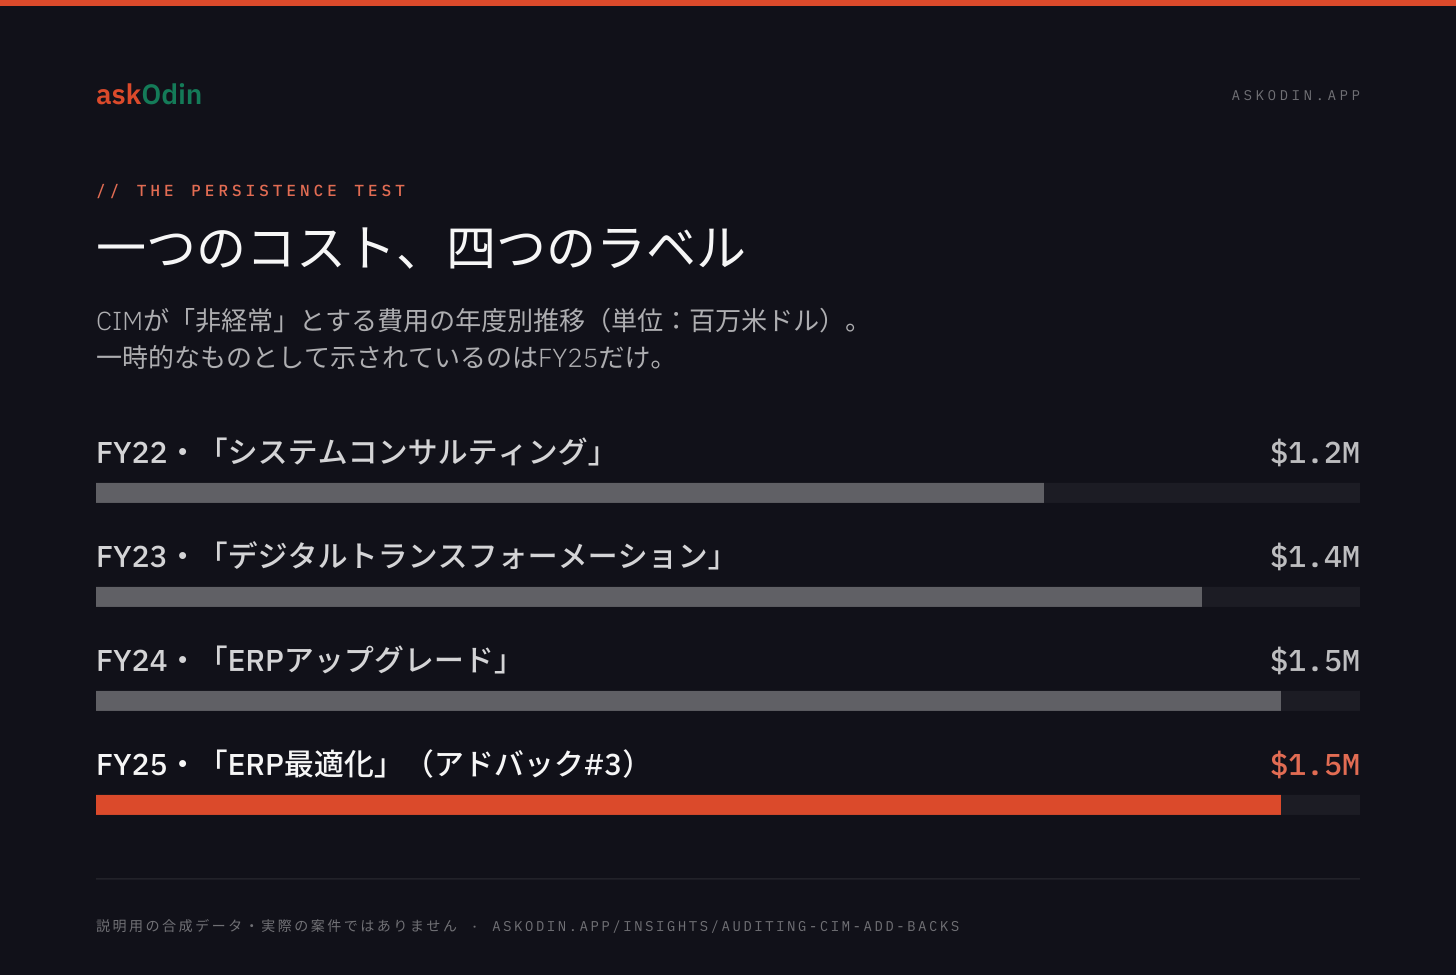 askOdin
ASKODIN.APP
// THE PERSISTENCE TEST
一つのコスト、四つのラベル
CIMが「非経常」とする費用の年度別推移（単位：百万米ドル）。
一時的なものとして示されているのはFY25だけ。
FY22・「システムコンサルティング」 $1.2M
FY23・「デジタルトランスフォーメーション」 $1.4M
FY24・「ERPアップグレード」 $1.5M
FY25・「ERP最適化」（アドバック#3） $1.5M
説明用の合成データ・実際の案件ではありません · ASKODIN.APP/INSIGHTS/AUDITING-CIM-ADD-BACKS